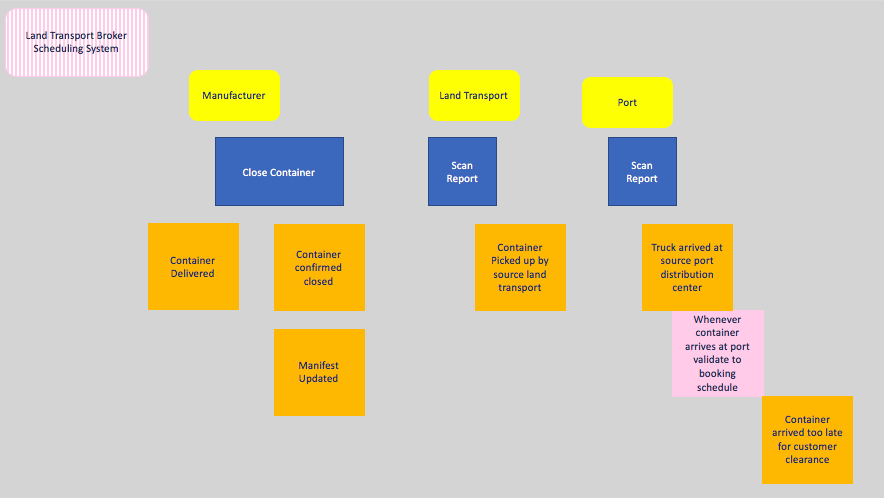 Land Transport Broker
Scheduling System
Manufacturer
Land Transport
Port
Close Container
Scan
Report
Scan
Report
Container
Delivered
Container
confirmed
closed
Container
Picked up by
source land
transport
Truck arrived at
source port
distribution
center
Manifest
Updated
Whenever
container
arrives at port
validate to
booking
schedule
Container
arrived too late
for customer
clearance